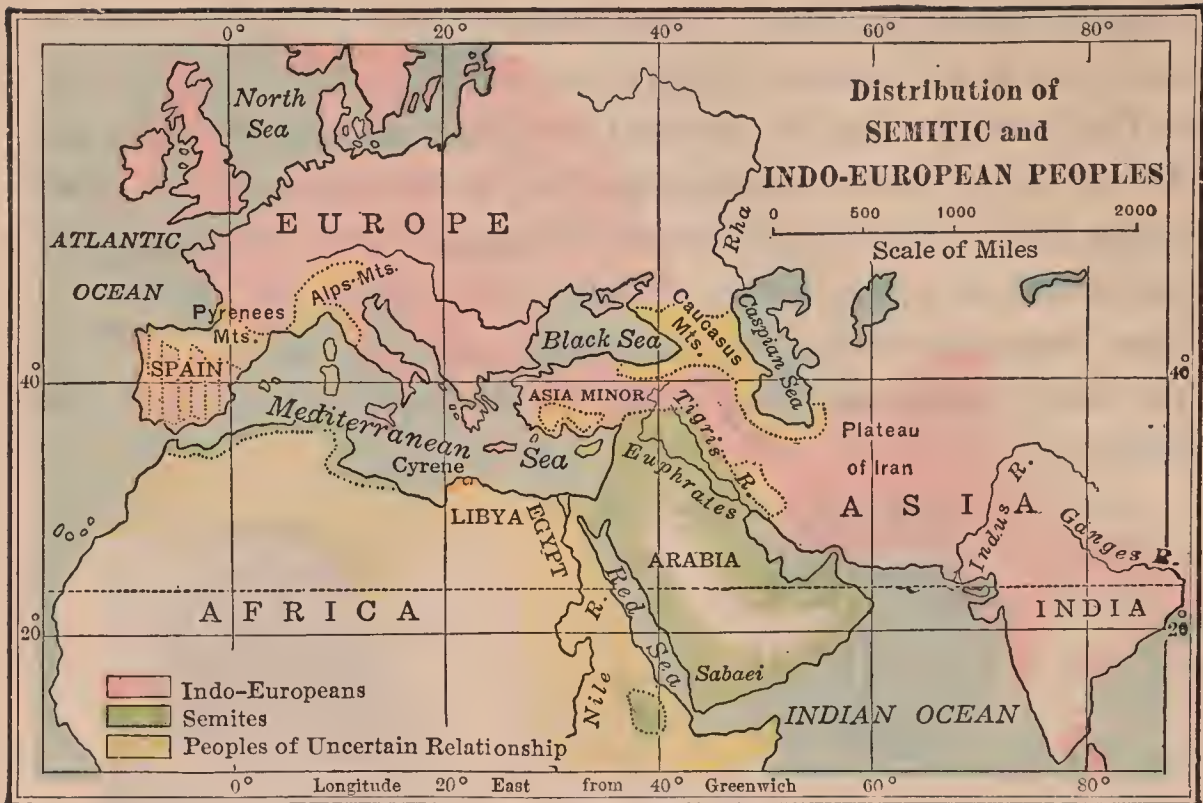 0° 20° 40° 60° 80°
Distribution of
SEMITIC and
INDO-EUROPEAN PEOPLES
0 500 1000 2000
Scale of Miles
North
Sea
EUROPE
ATLANTIC
OCEAN
Rha
Alps Mts.
Pyrenees
Mts.
SPAIN
Black Sea
Caucasus
Mts.
Caspian Sea
40° 40°
ASIA MINOR
Mediterranean
Sea
Cyrene
Tigris R.
Euphrates
Plateau
of Iran
ASIA
Indus R.
Ganges R.
LIBYA
EGYPT
ARABIA
AFRICA
Red Sea
INDIA
20° 20°
Nile R.
Sabaei
INDIAN OCEAN
Indo-Europeans
Semites
Peoples of Uncertain Relationship
0° Longitude 20° East from 40° Greenwich 60° 80°